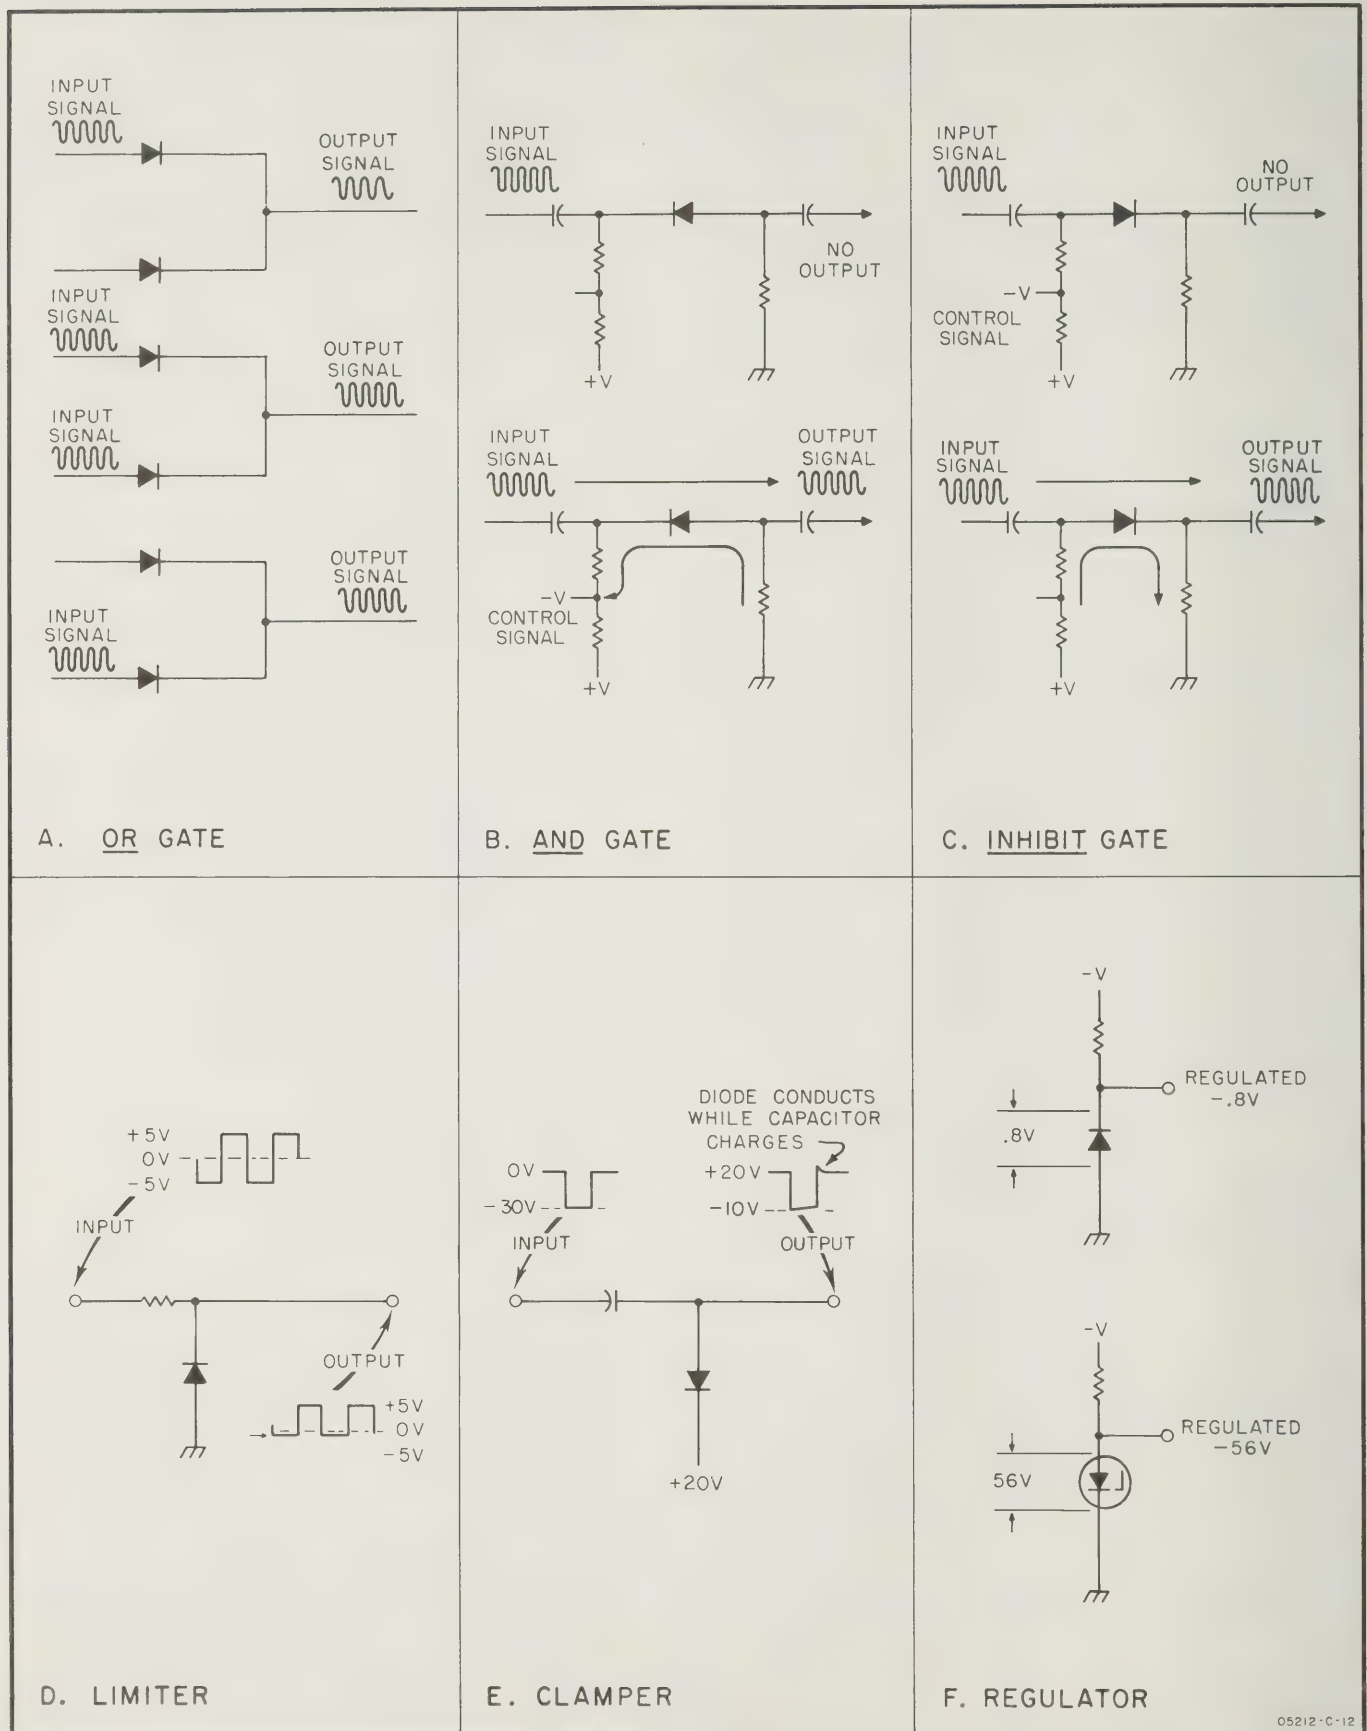 INPUT
SIGNAL
OUTPUT
SIGNAL
INPUT
SIGNAL
OUTPUT
SIGNAL
INPUT
SIGNAL
OUTPUT
SIGNAL
INPUT
SIGNAL
A. OR GATE
INPUT
SIGNAL
NO
OUTPUT
+V
INPUT
SIGNAL
OUTPUT
SIGNAL
-V
CONTROL
SIGNAL
+V
B. AND GATE
INPUT
SIGNAL
NO
OUTPUT
-V
CONTROL
SIGNAL
+V
INPUT
SIGNAL
OUTPUT
SIGNAL
+V
C. INHIBIT GATE
+5V
0V
-5V
INPUT
OUTPUT
+5V
0V
-5V
D. LIMITER
DIODE CONDUCTS
WHILE CAPACITOR
CHARGES
0V
-30V
+20V
-10V
INPUT
OUTPUT
+20V
E. CLAMPER
-V
REGULATED
-.8V
.8V
-V
REGULATED
-56V
56V
F. REGULATOR
05212-C-12